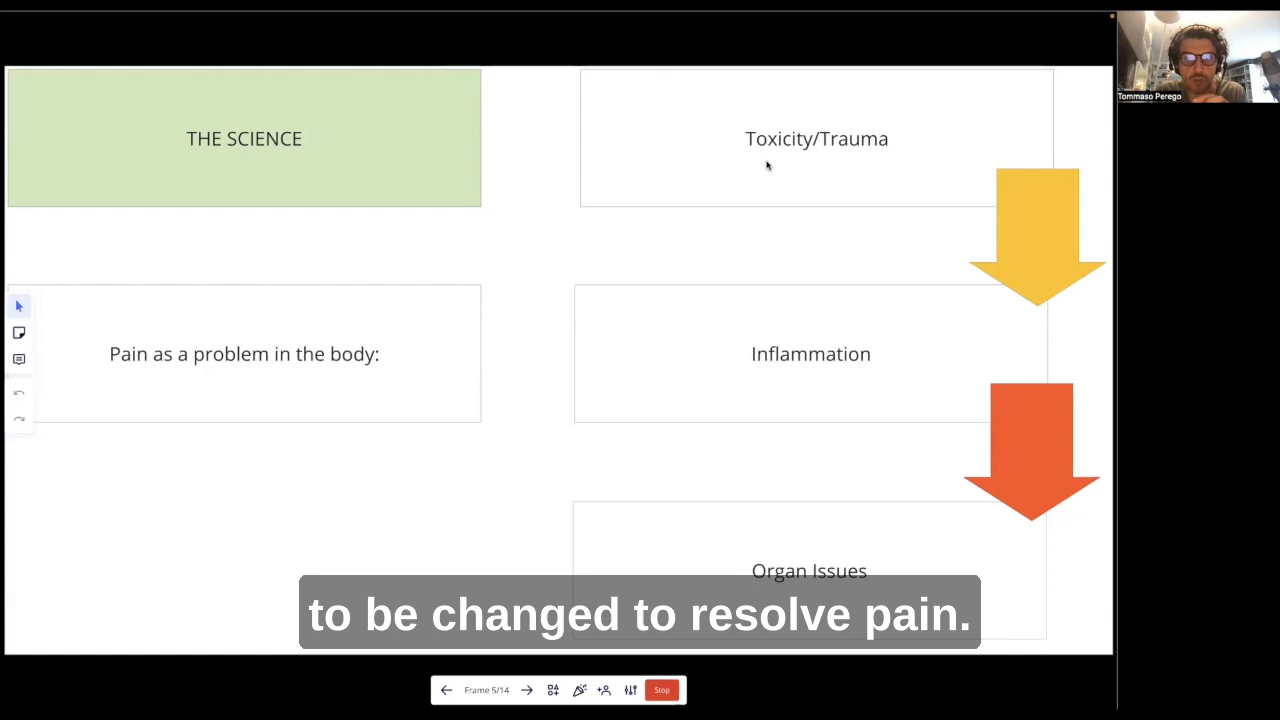 THE SCIENCE
Toxicity/Trauma
Tommaso Perego
Pain as a problem in the body:
Inflammation
Organ Issues
to be changed to resolve pain.
Frame 5/14
Stop